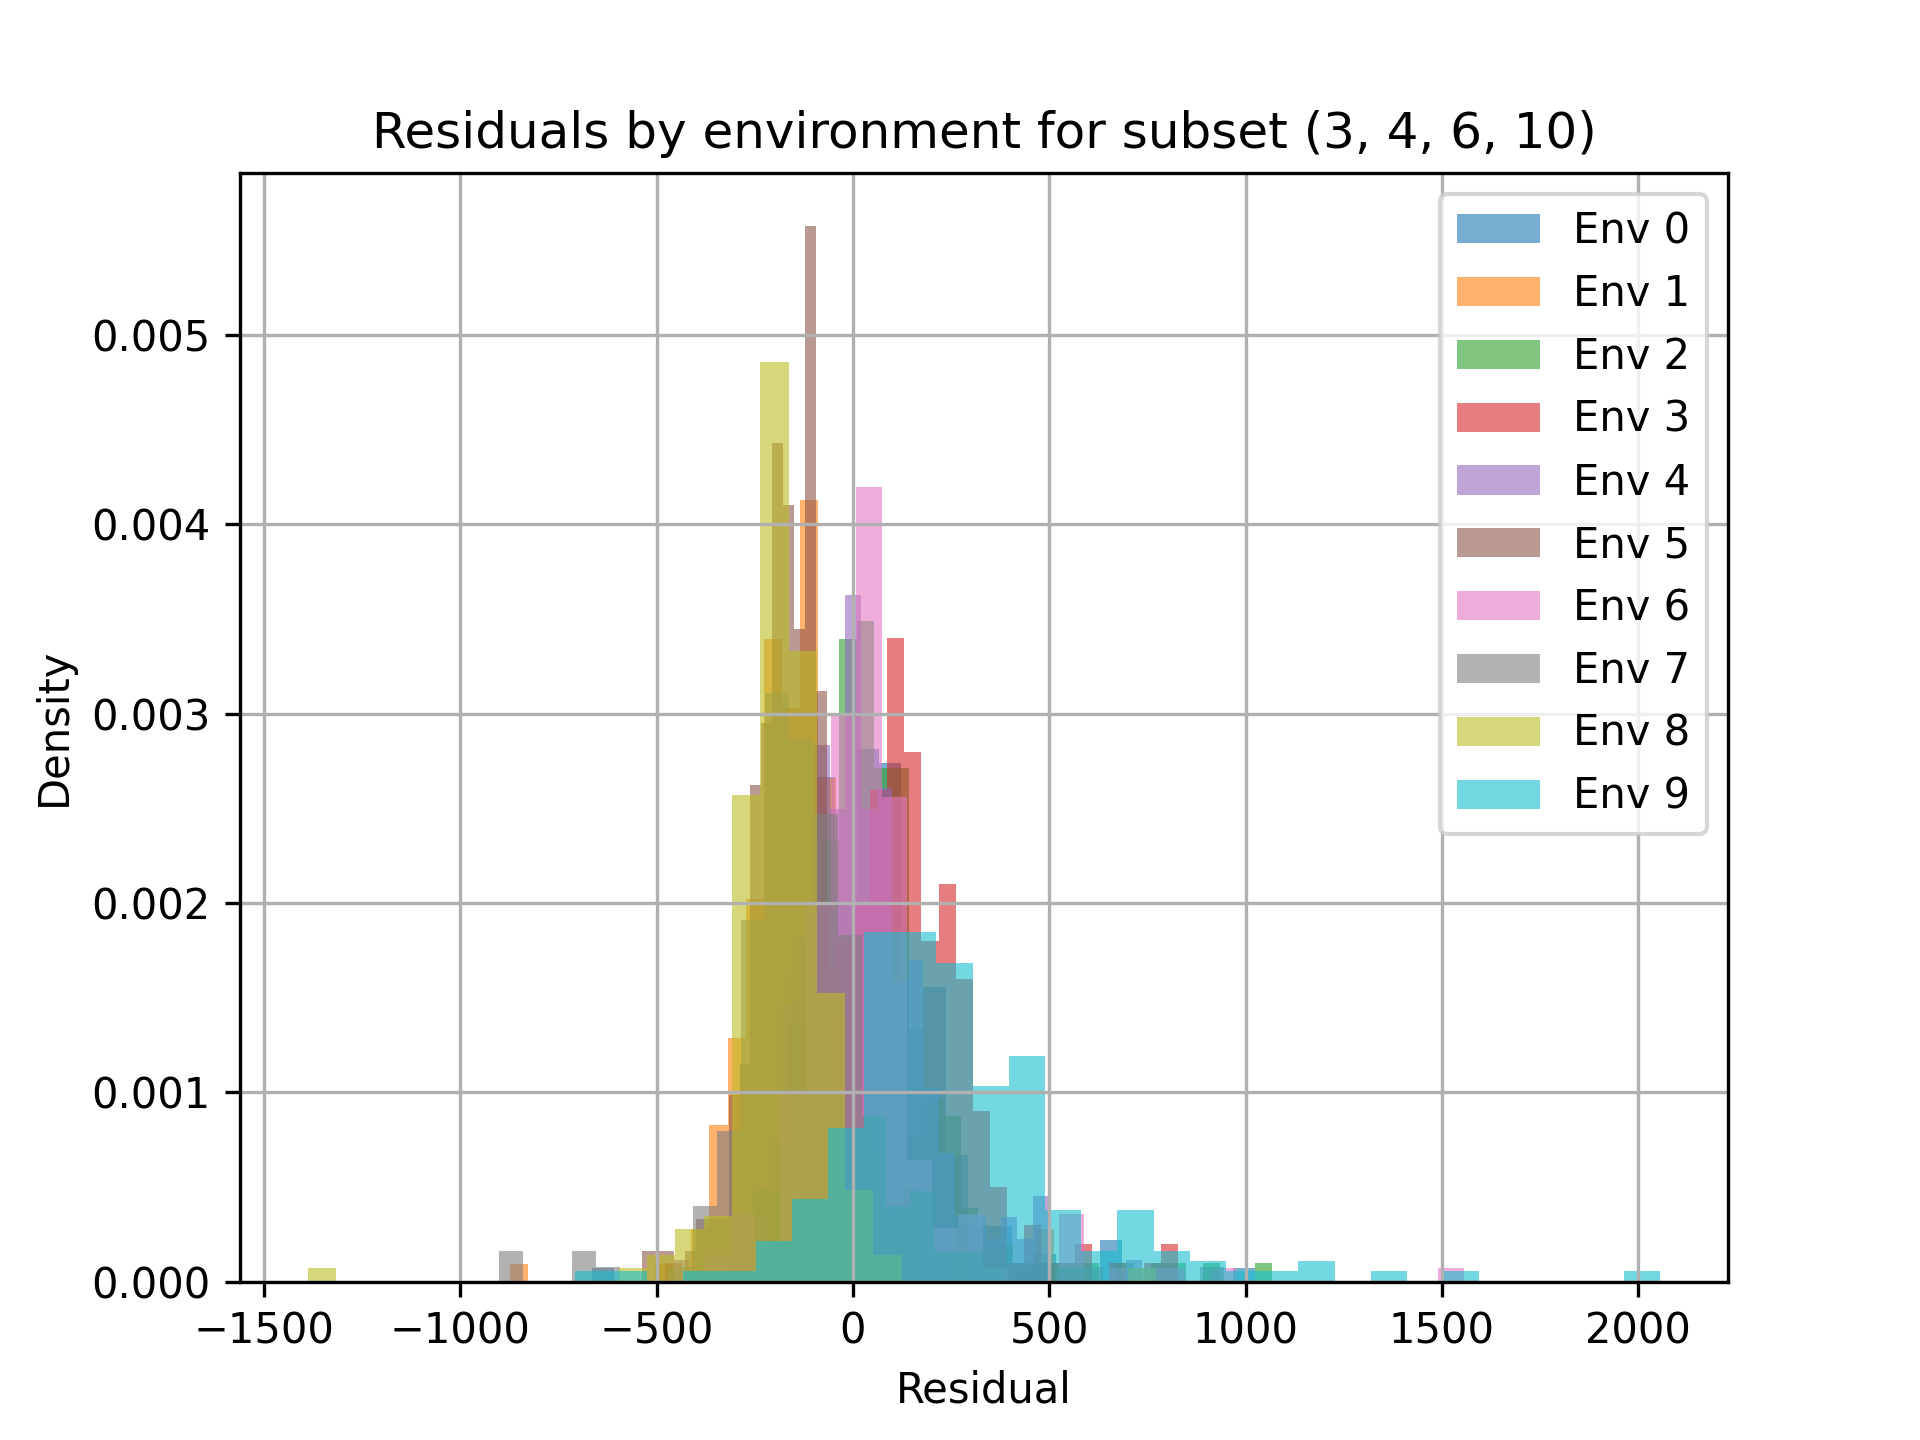 Residuals by environment for subset (3, 4, 6, 10)
Env 0
Env 1
Env 2
Env 3
Env 4
Env 5
Env 6
Env 7
Env 8
Env 9
Density
0.005
0.004
0.003
0.002
0.001
0.000
−1500 −1000 −500 0 500 1000 1500 2000
Residual